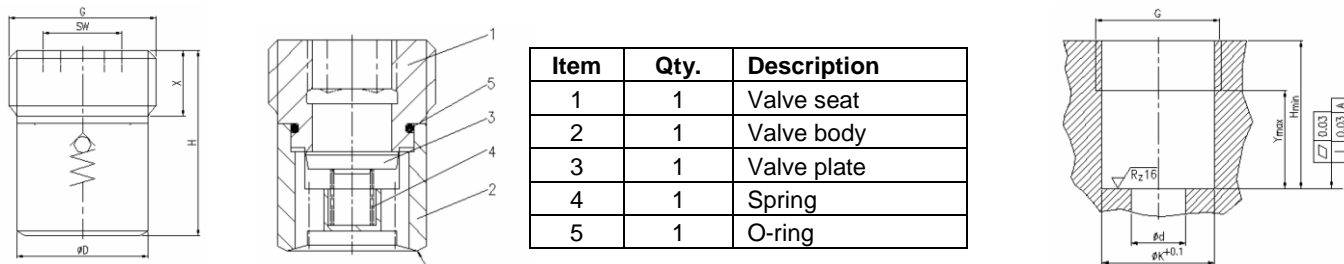 G
SW
X
H
øD
1
5
3
4
2
Item Qty. Description
1 1 Valve seat
2 1 Valve body
3 1 Valve plate
4 1 Spring
5 1 O-ring
G
Ymax
Hmin
Rz16
ød
øK+0.1
0.03
0.03 A